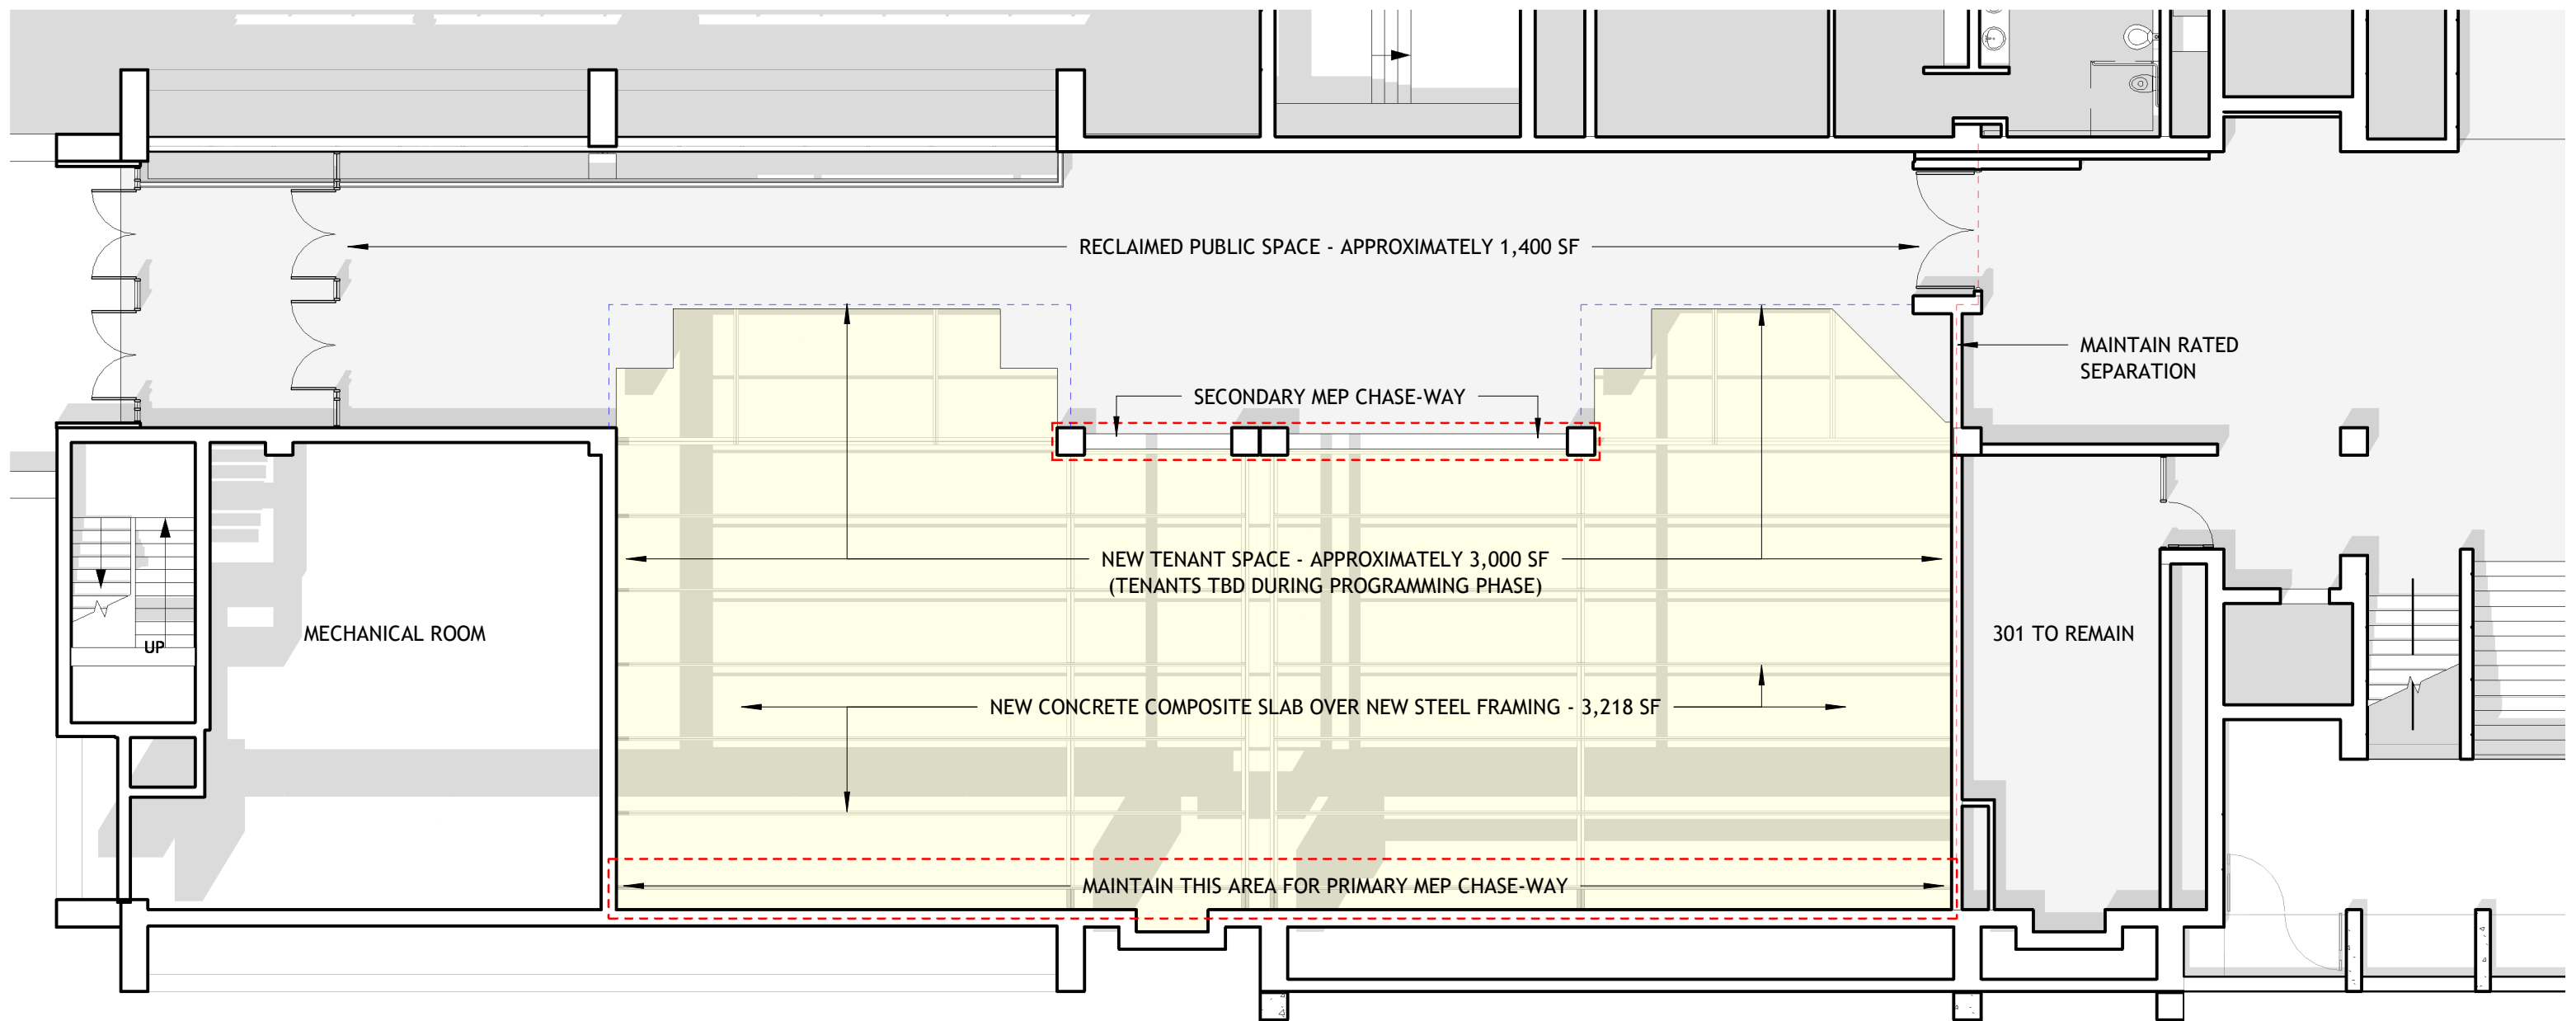 RECLAIMED PUBLIC SPACE - APPROXIMATELY 1,400 SF
MAINTAIN RATED
SEPARATION
SECONDARY MEP CHASE-WAY
NEW TENANT SPACE - APPROXIMATELY 3,000 SF
(TENANTS TBD DURING PROGRAMMING PHASE)
MECHANICAL ROOM
UP
301 TO REMAIN
NEW CONCRETE COMPOSITE SLAB OVER NEW STEEL FRAMING - 3,218 SF
MAINTAIN THIS AREA FOR PRIMARY MEP CHASE-WAY